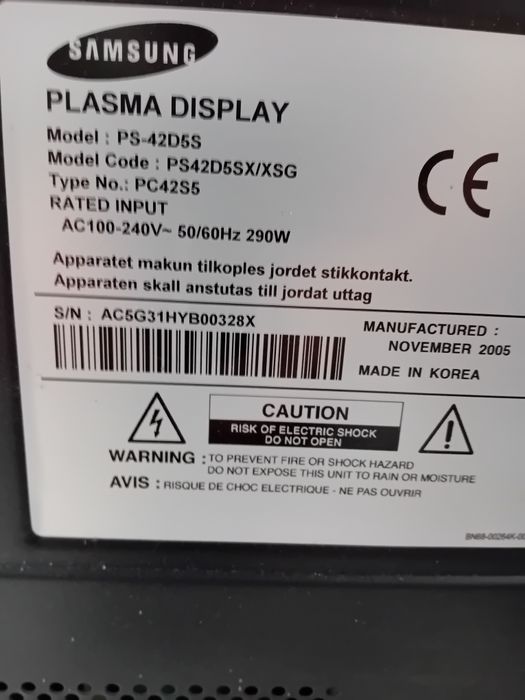 SAMSUNG
PLASMA DISPLAY
Model : PS-42D5S
Model Code : PS42D5SX/XSG
Type No.: PC42S5
RATED INPUT
AC100-240V~ 50/60Hz 290W
CE
Apparatet makun tilkoples jordet stikkontakt.
Apparaten skall anstutas till jordat uttag
S/N : AC5G31HYB00328X
MANUFACTURED :
NOVEMBER 2005
MADE IN KOREA
CAUTION
RISK OF ELECTRIC SHOCK
DO NOT OPEN
WARNING : TO PREVENT FIRE OR SHOCK HAZARD
DO NOT EXPOSE THIS UNIT TO RAIN OR MOISTURE
AVIS : RISQUE DE CHOC ELECTRIQUE - NE PAS OUVRIR